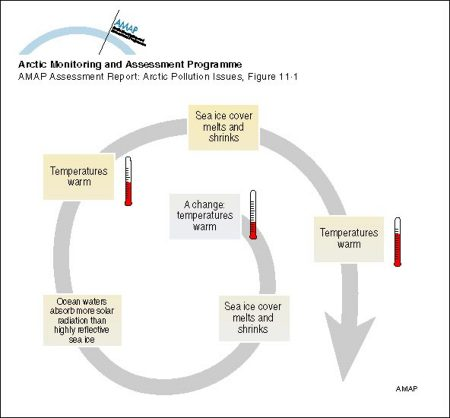 AMAP
Arctic Monitoring and Assessment Programme
AMAP Assessment Report: Arctic Pollution Issues, Figure 11·1
Sea ice cover
melts and
shrinks
Temperatures
warm
A change:
temperatures
warm
Temperatures
warm
Ocean waters
absorb more solar
radiation than
highly reflective
sea ice
Sea ice cover
melts and
shrinks
AMAP